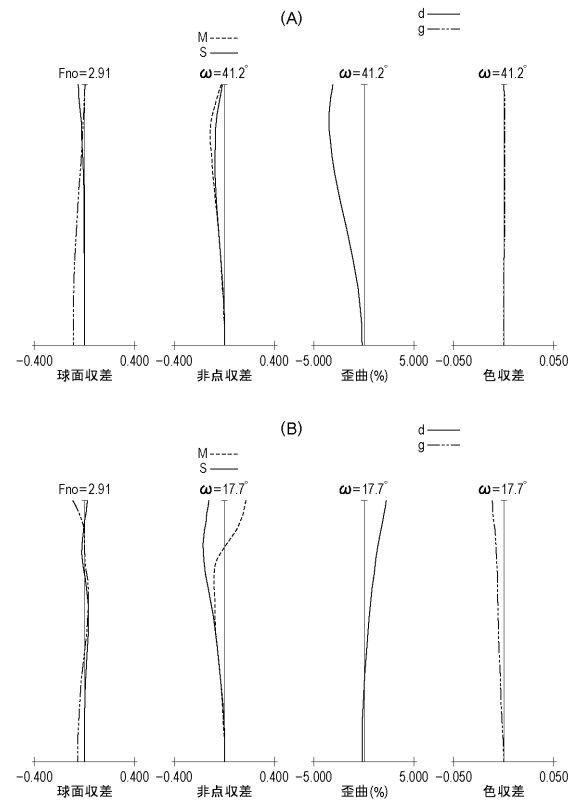 (A)
d
g
M
S
Fno=2.91
ω=41.2°
ω=41.2°
ω=41.2°
−0.400 0.400
−0.400 0.400
−5.000 5.000
−0.050 0.050
球面収差
非点収差
歪曲(%)
色収差
(B)
d
g
M
S
Fno=2.91
ω=17.7°
ω=17.7°
ω=17.7°
−0.400 0.400
−0.400 0.400
−5.000 5.000
−0.050 0.050
球面収差
非点収差
歪曲(%)
色収差